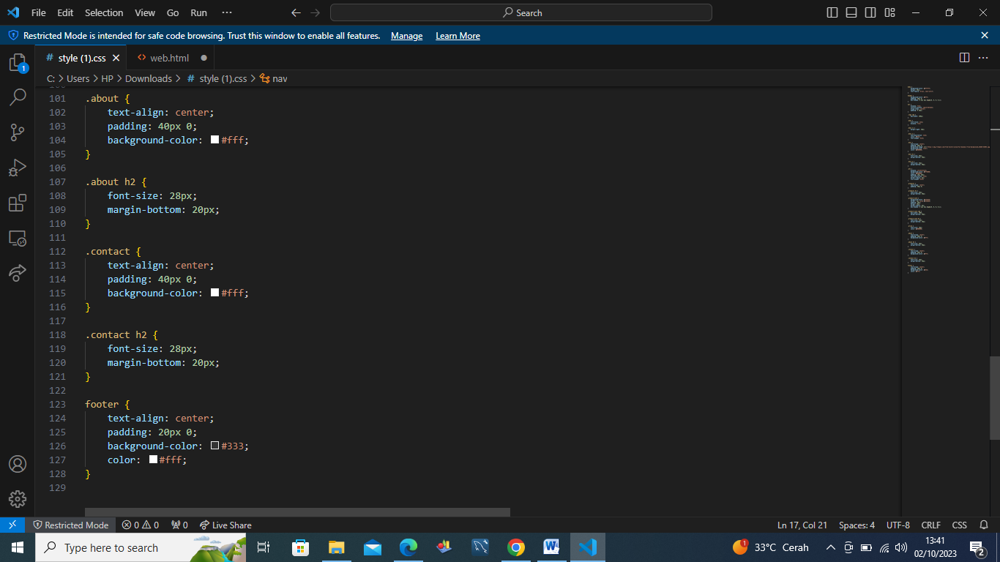 File Edit Selection View Go Run ··· Search
Restricted Mode is intended for safe code browsing. Trust this window to enable all features. Manage Learn More
# style (1).css web.html
C: > Users > HP > Downloads > # style (1).css > nav
1
101 .about {
102 text-align: center;
103 padding: 40px 0;
104 background-color: #fff;
105 }
106
107 .about h2 {
108 font-size: 28px;
109 margin-bottom: 20px;
110 }
111
112 .contact {
113 text-align: center;
114 padding: 40px 0;
115 background-color: #fff;
116 }
117
118 .contact h2 {
119 font-size: 28px;
120 margin-bottom: 20px;
121 }
122
123 footer {
124 text-align: center;
125 padding: 20px 0;
126 background-color: #333;
127 color: #fff;
128 }
129
Restricted Mode 0 0 0 Live Share Ln 17, Col 21 Spaces: 4 UTF-8 CRLF CSS
Type here to search 1 33°C Cerah 13:41
02/10/2023 2